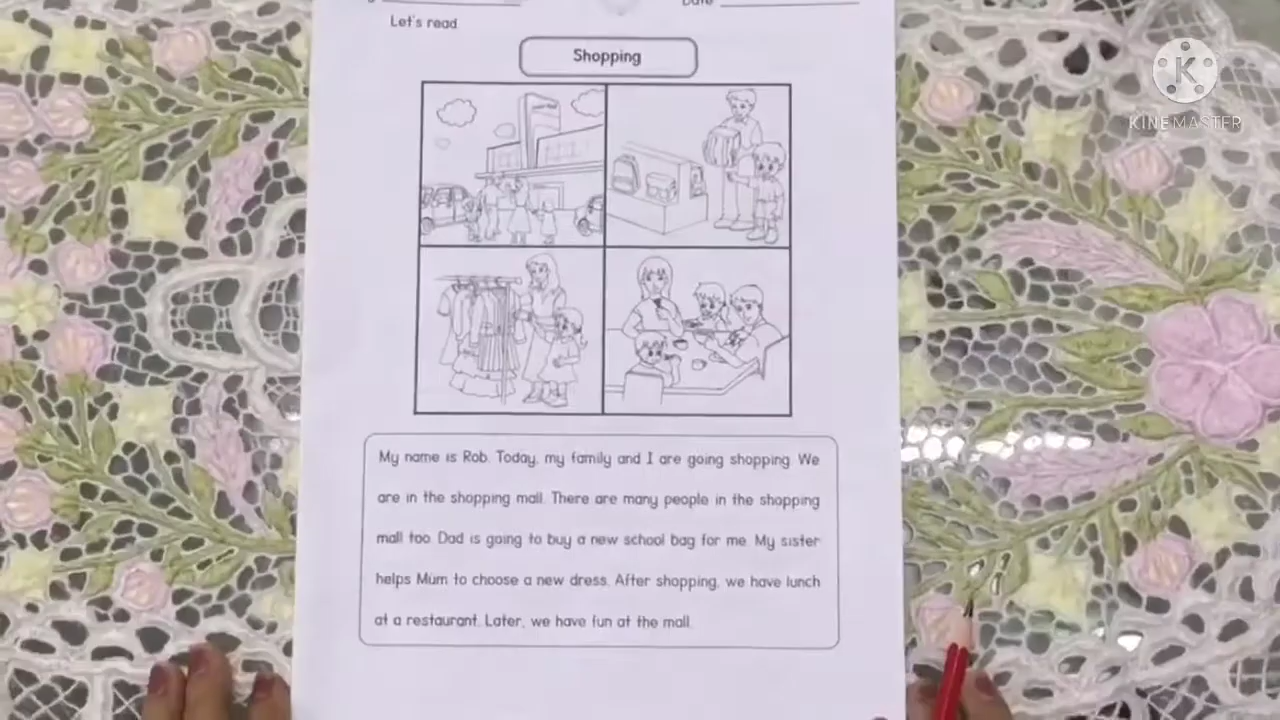 Date
Let's read
Shopping
My name is Rob. Today, my family and I are going shopping. We
are in the shopping mall. There are many people in the shopping
mall too. Dad is going to buy a new school bag for me. My sister
helps Mum to choose a new dress. After shopping, we have lunch
at a restaurant. Later, we have fun at the mall.
K
KINEMASTER